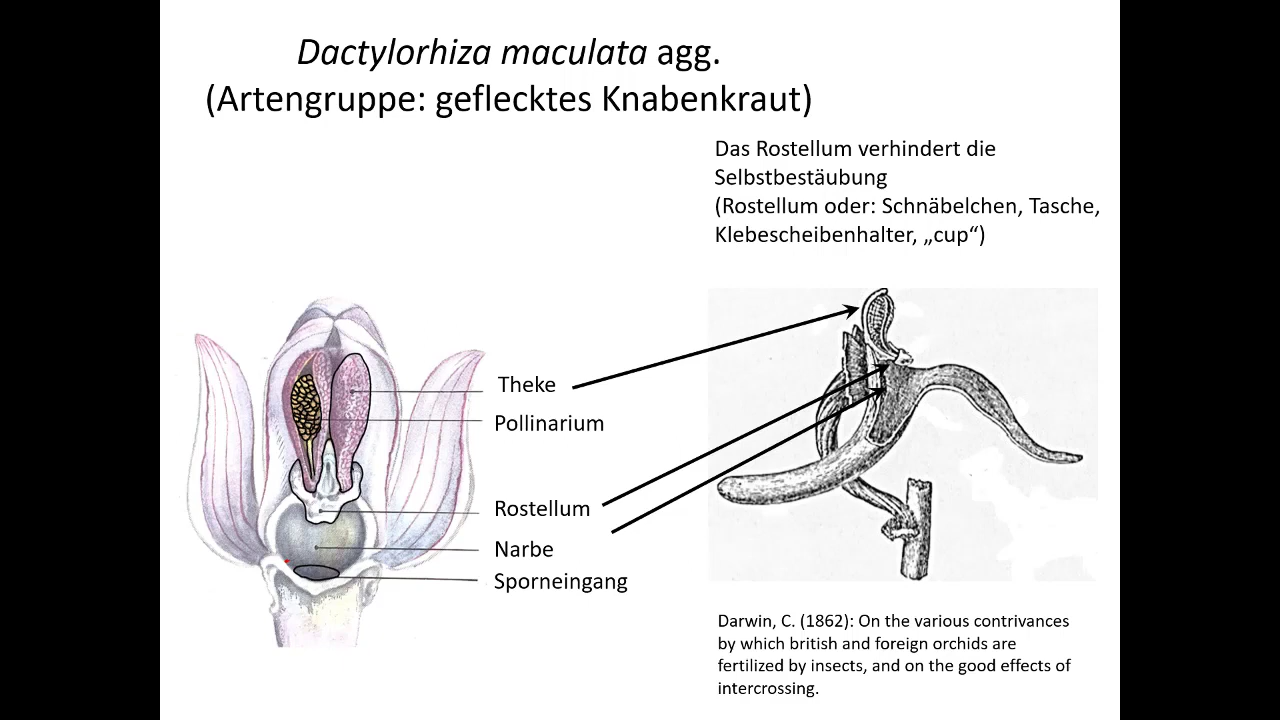 Dactylorhiza maculata agg.
(Artengruppe: geflecktes Knabenkraut)
Das Rostellum verhindert die
Selbstbestäubung
(Rostellum oder: Schnäbelchen, Tasche,
Klebescheibenhalter, „cup“)
Theke
Pollinarium
Rostellum
Narbe
Sporneingang
Darwin, C. (1862): On the various contrivances
by which british and foreign orchids are
fertilized by insects, and on the good effects of
intercrossing.